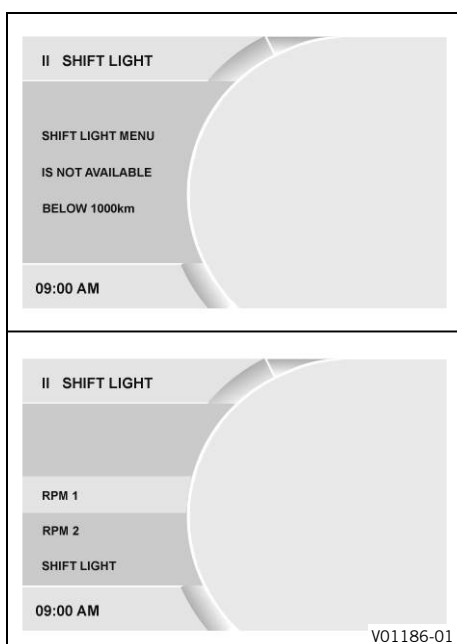 II SHIFT LIGHT
SHIFT LIGHT MENU
IS NOT AVAILABLE
BELOW 1000km
09:00 AM
II SHIFT LIGHT
RPM 1
RPM 2
SHIFT LIGHT
09:00 AM
V01186-01